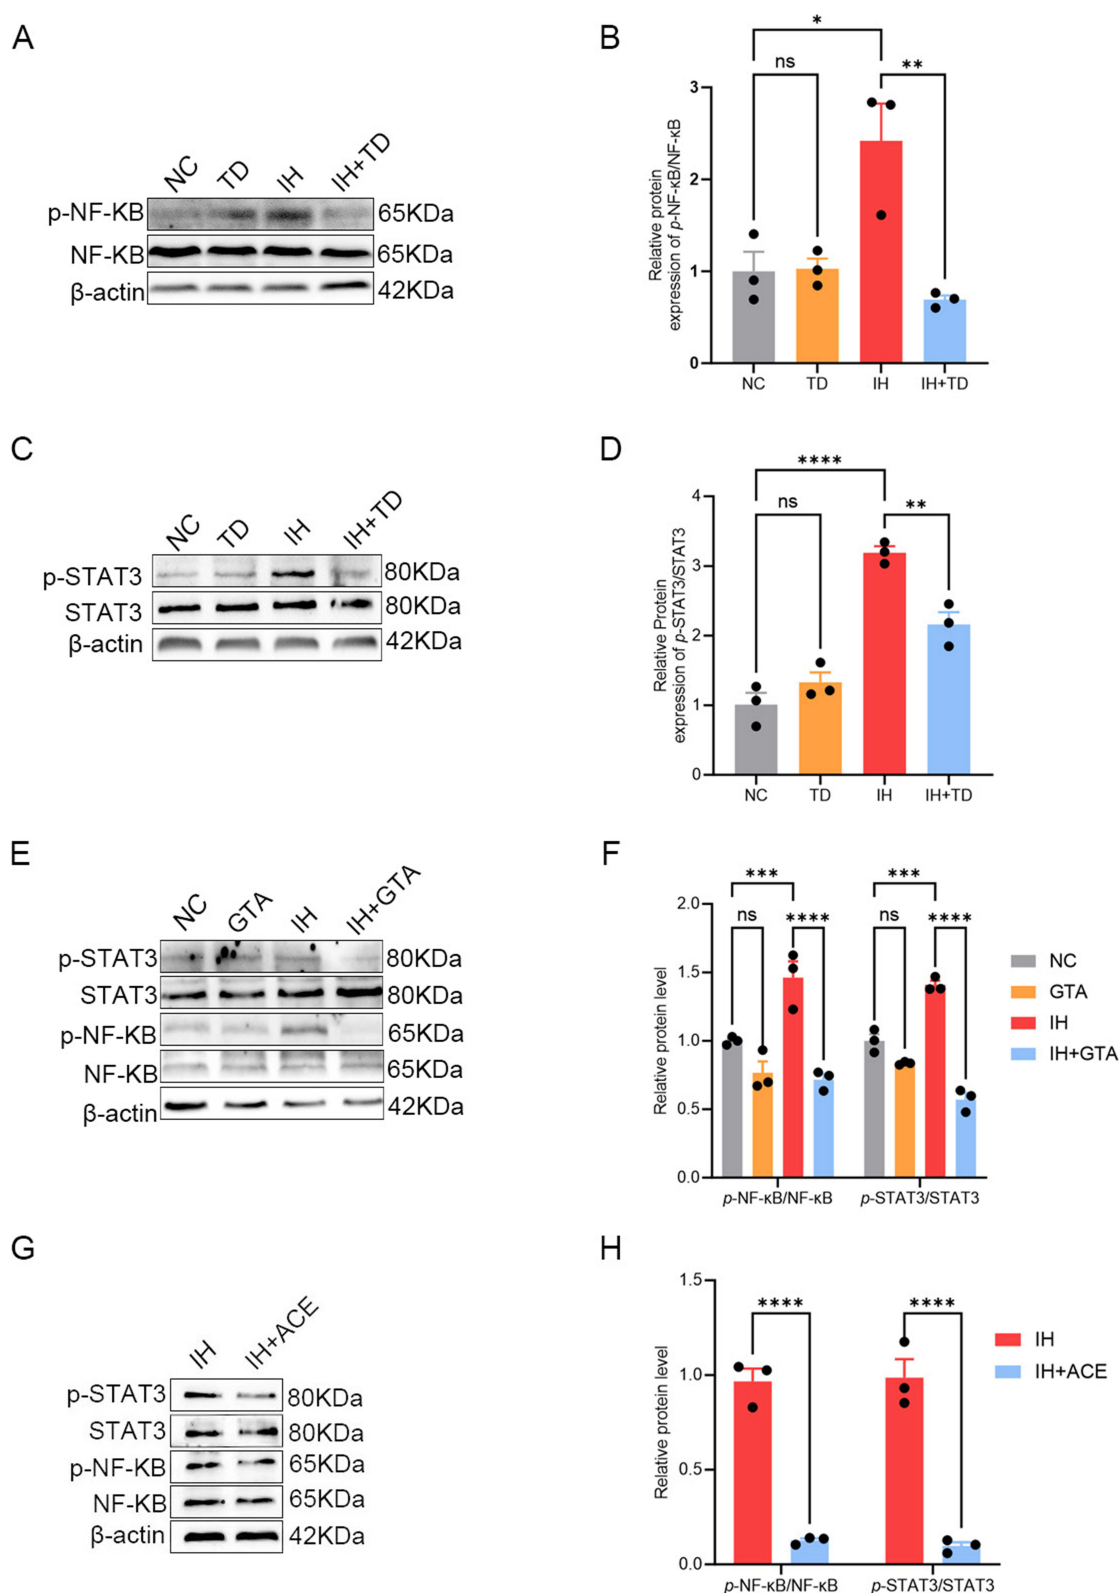 A
NC TD IH IH+TD
p-NF-KB 65KDa
NF-KB 65KDa
β-actin 42KDa
B
*
ns **
Relative protein
expression of p-NF-κB/NF-κB
3
2
1
0
NC TD IH IH+TD
C
NC TD IH IH+TD
p-STAT3 80KDa
STAT3 80KDa
β-actin 42KDa
D
****
ns **
Relative Protein
expression of p-STAT3/STAT3
4
3
2
1
0
NC TD IH IH+TD
E
NC GTA IH IH+GTA
p-STAT3 80KDa
STAT3 80KDa
p-NF-KB 65KDa
NF-KB 65KDa
β-actin 42KDa
F
*** ***
ns **** ns ****
Relative protein level
2.0
1.5
1.0
0.5
0.0
p-NF-κB/NF-κB p-STAT3/STAT3
NC
GTA
IH
IH+GTA
G
IH IH+ACE
p-STAT3 80KDa
STAT3 80KDa
p-NF-KB 65KDa
NF-KB 65KDa
β-actin 42KDa
H
**** ****
Relative protein level
1.5
1.0
0.5
0.0
p-NF-κB/NF-κB p-STAT3/STAT3
IH
IH+ACE